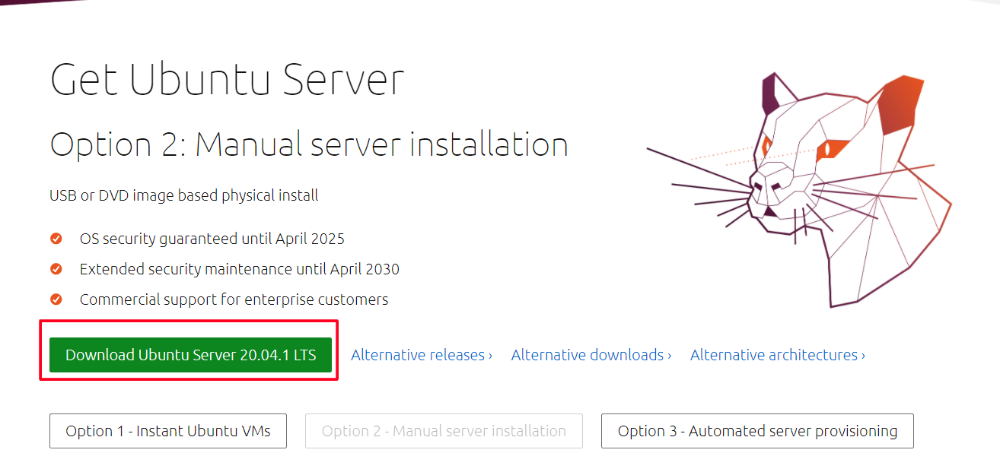 Get Ubuntu Server
Option 2: Manual server installation
USB or DVD image based physical install
OS security guaranteed until April 2025
Extended security maintenance until April 2030
Commercial support for enterprise customers
Download Ubuntu Server 20.04.1 LTS
Alternative releases ›
Alternative downloads ›
Alternative architectures ›
Option 1 - Instant Ubuntu VMs
Option 2 - Manual server installation
Option 3 - Automated server provisioning